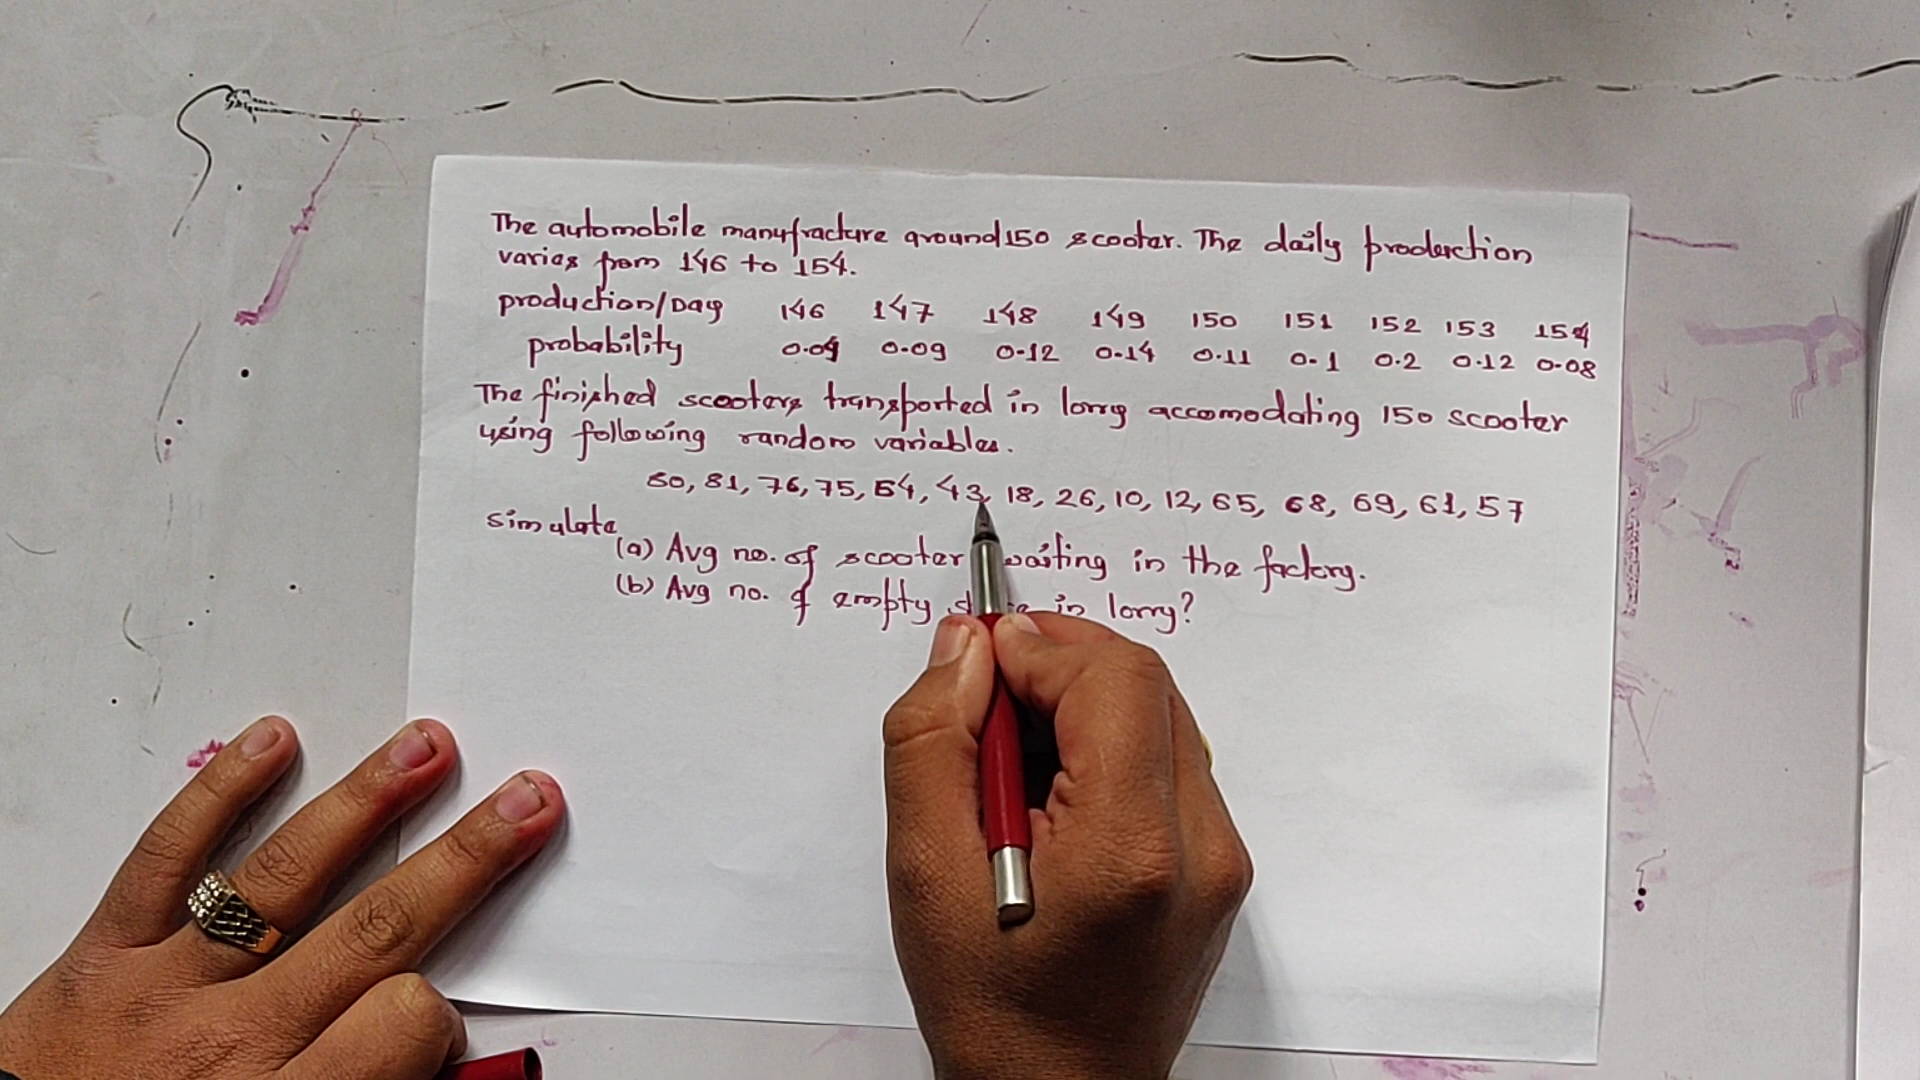 The automobile manufracture around 150 scooter. The daily production
varies from 146 to 154.
production/Day 146 147 148 149 150 151 152 153 154
probability 0.04 0.09 0.12 0.14 0.11 0.1 0.2 0.12 0.08
The finished scooters transported in lorry accomodating 150 scooter
using following random variables.
80, 81, 76, 75, 64, 43, 18, 26, 10, 12, 65, 68, 69, 61, 57
simulate
(a) Avg no. of scooter waiting in the factory.
(b) Avg no. of empty in lorry?